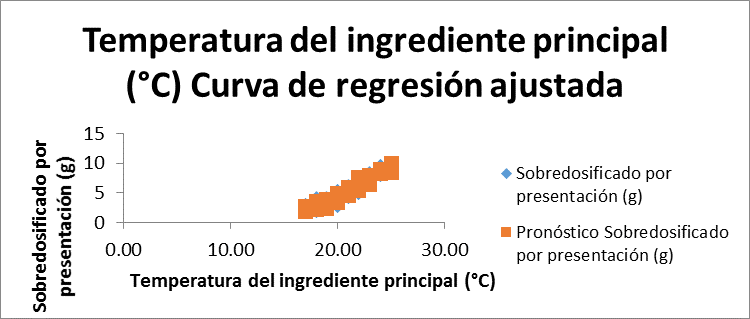 Temperatura del ingrediente principal
(°C) Curva de regresión ajustada
Sobredosificado por
presentación (g)
15
10
5
0
0.00
10.00
20.00
30.00
Temperatura del ingrediente principal (°C)
Sobredosificado por
presentación (g)
Pronóstico Sobredosificado
por presentación (g)